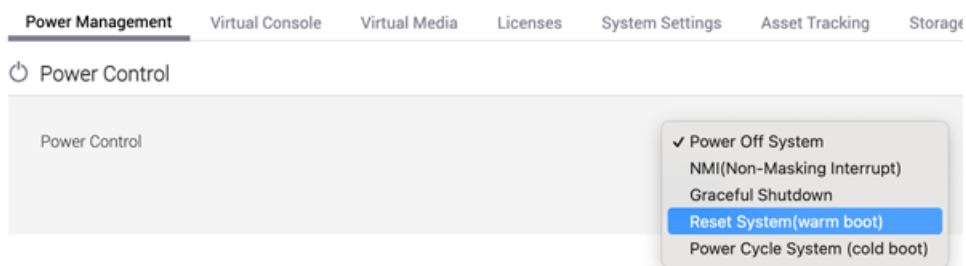 Power Management Virtual Console Virtual Media Licenses System Settings Asset Tracking Storage
Power Control
Power Control
✓ Power Off System
NMI(Non-Masking Interrupt)
Graceful Shutdown
Reset System(warm boot)
Power Cycle System (cold boot)